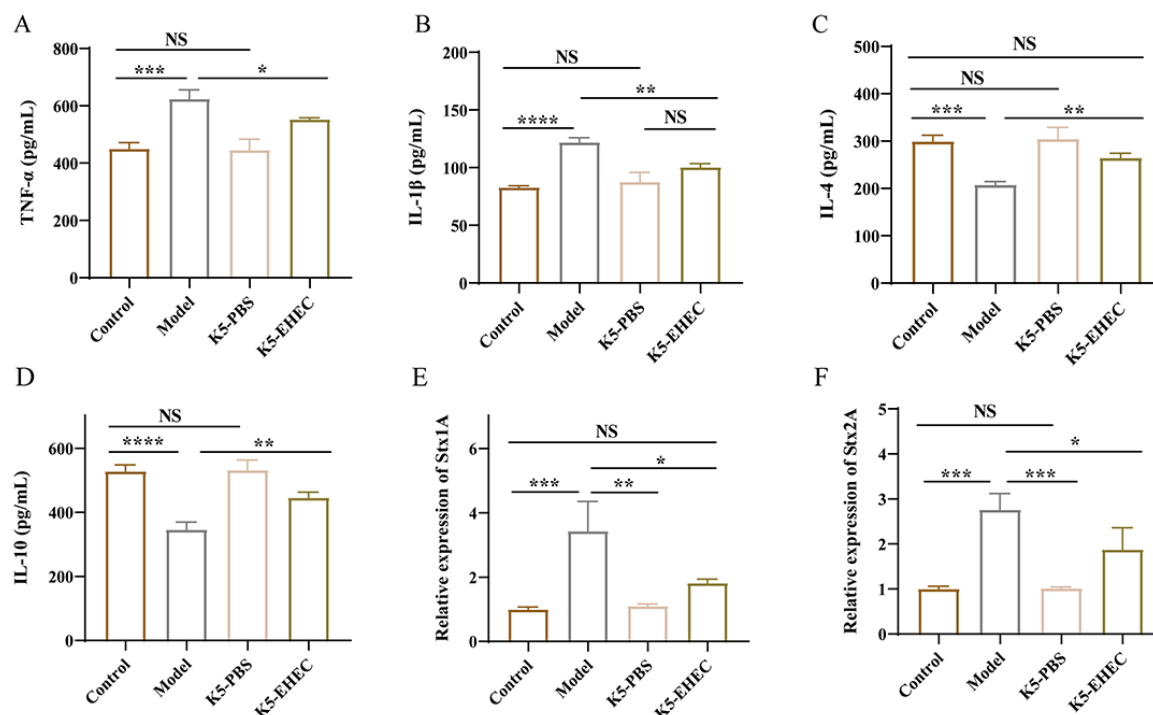 A
TNF-α (pg/mL)
800
600
400
200
0
NS
***
*
Control
Model
K5-PBS
K5-EHEC
B
IL-1β (pg/mL)
200
150
100
50
0
NS
**
****
NS
Control
Model
K5-PBS
K5-EHEC
C
IL-4 (pg/mL)
500
400
300
200
100
0
NS
NS
***
**
Control
Model
K5-PBS
K5-EHEC
D
IL-10 (pg/mL)
600
400
200
0
NS
****
**
Control
Model
K5-PBS
K5-EHEC
E
Relative expression of Stx1A
6
4
2
0
NS
*
***
**
Control
Model
K5-PBS
K5-EHEC
F
Relative expression of Stx2A
5
4
3
2
1
0
NS
*
***
***
Control
Model
K5-PBS
K5-EHEC